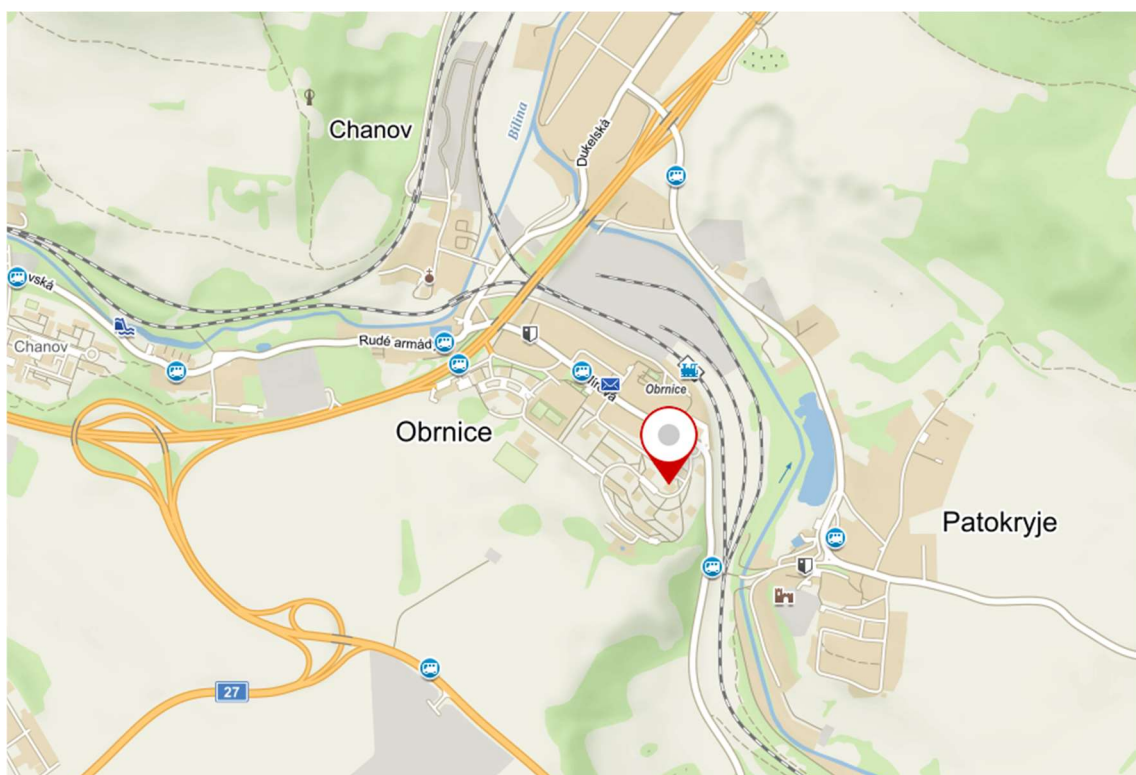 Chanov
Bílina
Dukelská
vská
Chanov
Rudé armád
Obrnice
Obrnice
Patokryje
27